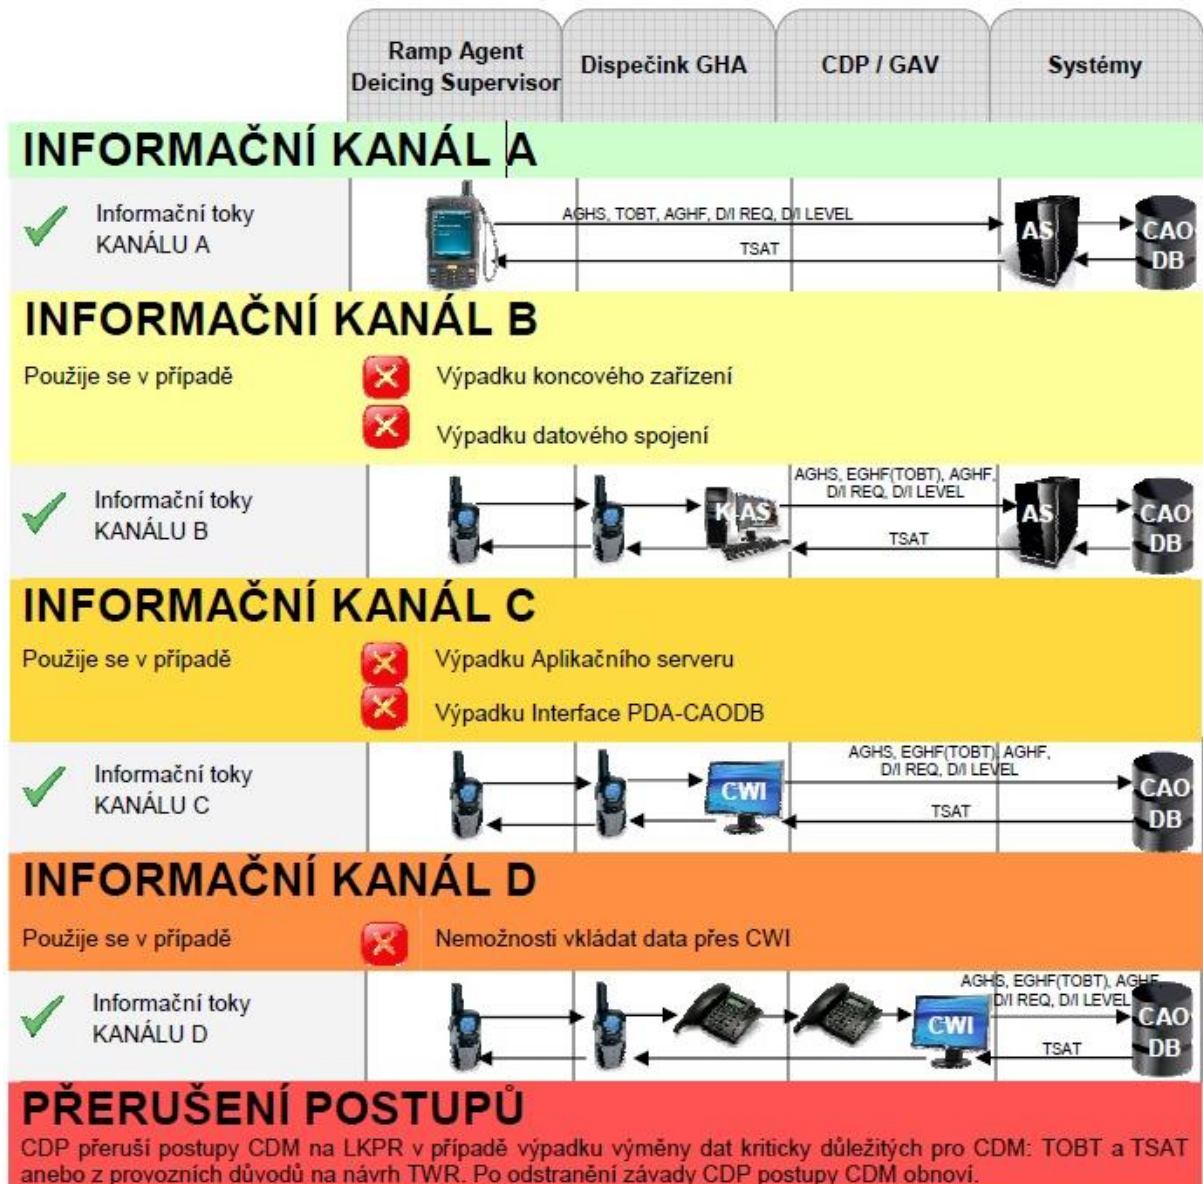 Ramp Agent
Deicing Supervisor
Dispečink GHA
CDP / GAV
Systémy
INFORMAČNÍ KANÁL A
Informační toky
KANÁLU A
AGHS, TOBT, AGHF, D/I REQ, D/I LEVEL
TSAT
AS
CAO
DB
INFORMAČNÍ KANÁL B
Použije se v případě
Výpadku koncového zařízení
Výpadku datového spojení
Informační toky
KANÁLU B
K-AS
AGHS, EGHF(TOBT), AGHF,
D/I REQ, D/I LEVEL
TSAT
AS
CAO
DB
INFORMAČNÍ KANÁL C
Použije se v případě
Výpadku Aplikačního serveru
Výpadku Interface PDA-CAODB
Informační toky
KANÁLU C
CWI
AGHS, EGHF(TOBT), AGHF,
D/I REQ, D/I LEVEL
TSAT
CAO
DB
INFORMAČNÍ KANÁL D
Použije se v případě
Nemožnosti vkládat data přes CWI
Informační toky
KANÁLU D
CWI
AGHS, EGHF(TOBT), AGHF,
D/I REQ, D/I LEVEL
TSAT
CAO
DB
PŘERUŠENÍ POSTUPŮ
CDP přeruší postupy CDM na LKPR v případě výpadku výměny dat kriticky důležitých pro CDM: TOBT a TSAT
anebo z provozních důvodů na návrh TWR. Po odstranění závady CDP postupy CDM obnoví.